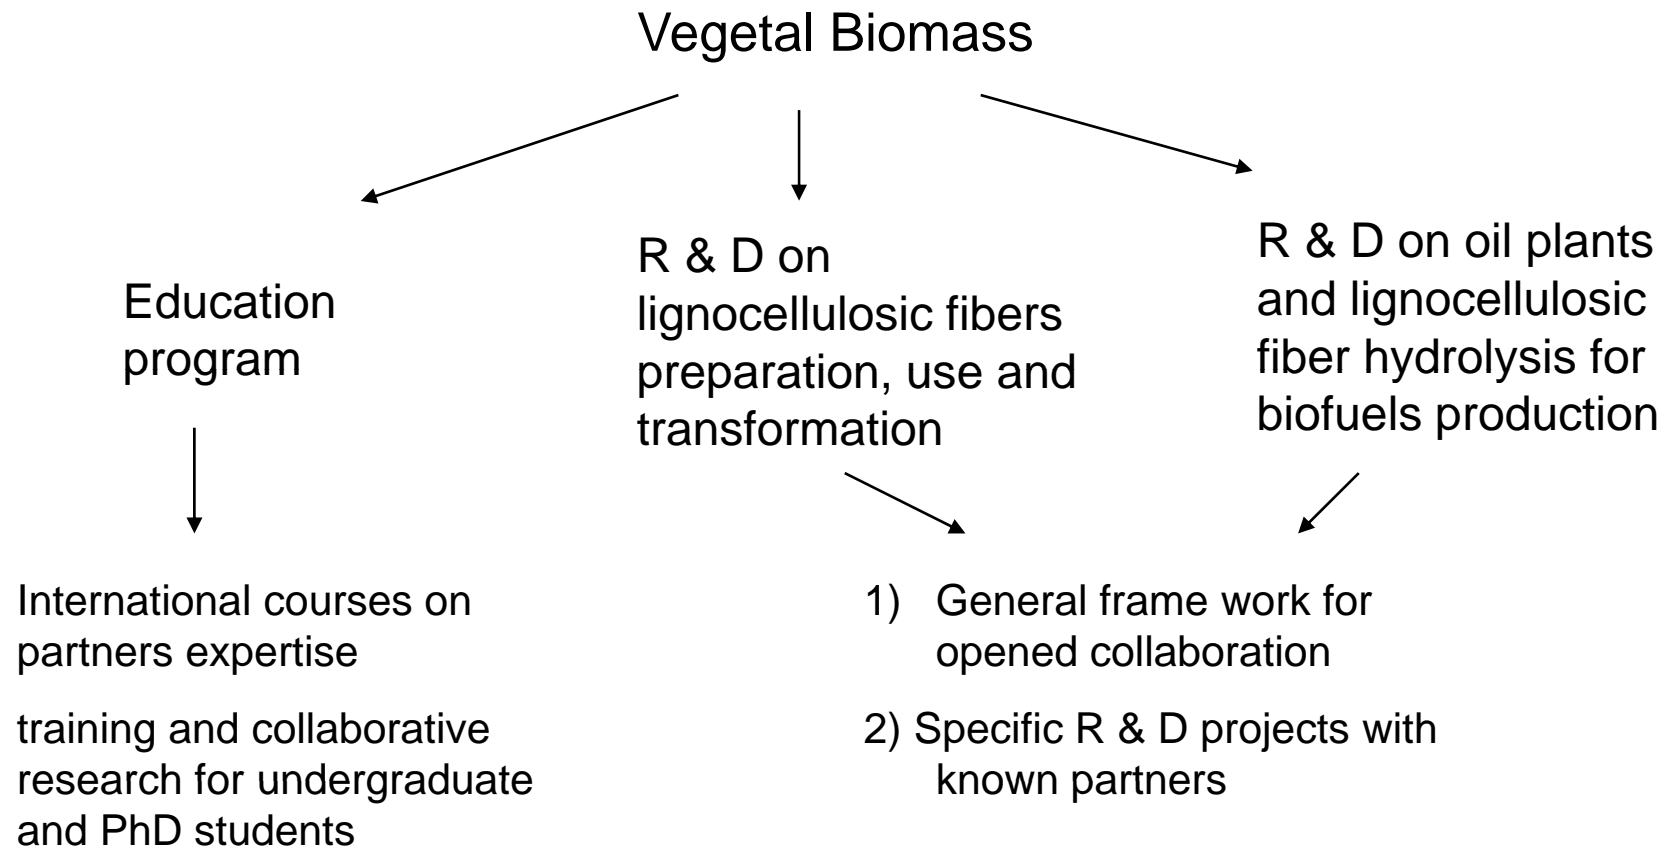 Vegetal Biomass
Education
program
R & D on
lignocellulosic fibers
preparation, use and
transformation
R & D on oil plants
and lignocellulosic
fiber hydrolysis for
biofuels production
International courses on
partners expertise
training and collaborative
research for undergraduate
and PhD students
1) General frame work for
opened collaboration
2) Specific R & D projects with
known partners